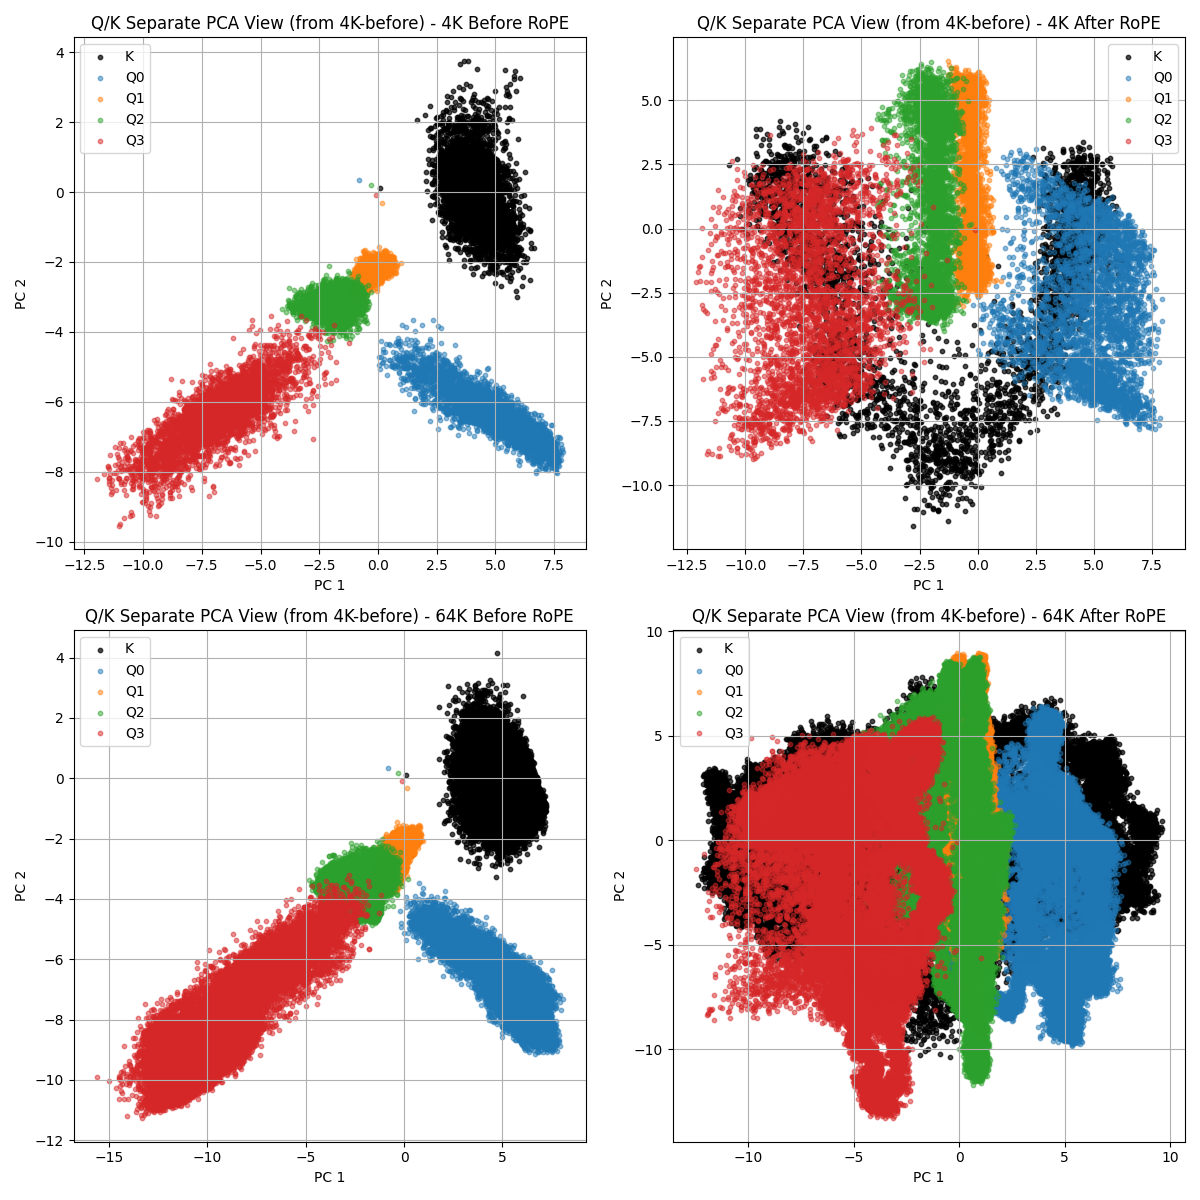 Q/K Separate PCA View (from 4K-before) - 4K Before RoPE
K
Q0
Q1
Q2
Q3
4
2
0
−2
−4
−6
−8
−10
PC 2
−12.5
−10.0
−7.5
−5.0
−2.5
0.0
2.5
5.0
7.5
PC 1
Q/K Separate PCA View (from 4K-before) - 4K After RoPE
K
Q0
Q1
Q2
Q3
5.0
2.5
0.0
−2.5
−5.0
−7.5
−10.0
PC 2
−12.5
−10.0
−7.5
−5.0
−2.5
0.0
2.5
5.0
7.5
PC 1
Q/K Separate PCA View (from 4K-before) - 64K Before RoPE
K
Q0
Q1
Q2
Q3
4
2
0
−2
−4
−6
−8
−10
−12
PC 2
−15
−10
−5
0
5
PC 1
Q/K Separate PCA View (from 4K-before) - 64K After RoPE
K
Q0
Q1
Q2
Q3
10
5
0
−5
−10
PC 2
−10
−5
0
5
10
PC 1